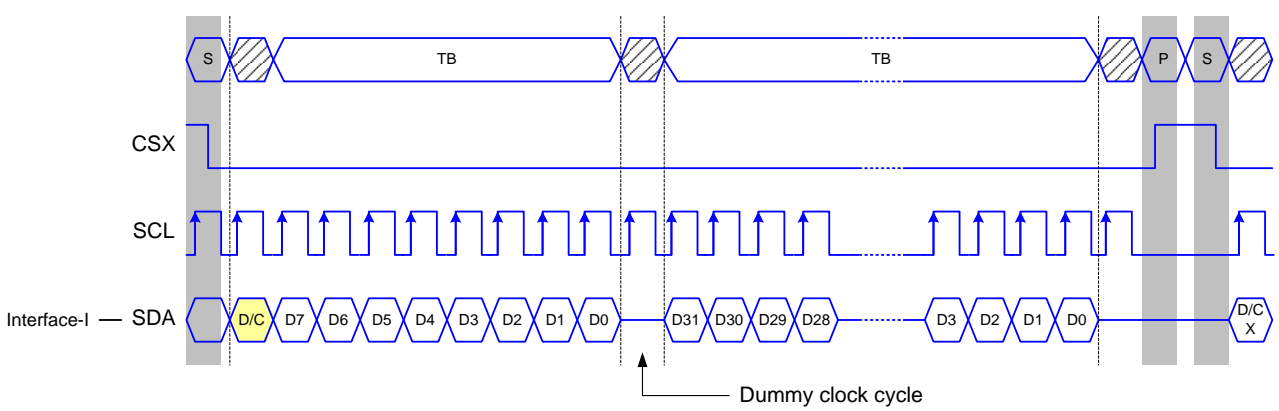 S TB TB P S
CSX
SCL
Interface-I SDA D/C D7 D6 D5 D4 D3 D2 D1 D0 D31 D30 D29 D28 D3 D2 D1 D0 D/C
X
Dummy clock cycle